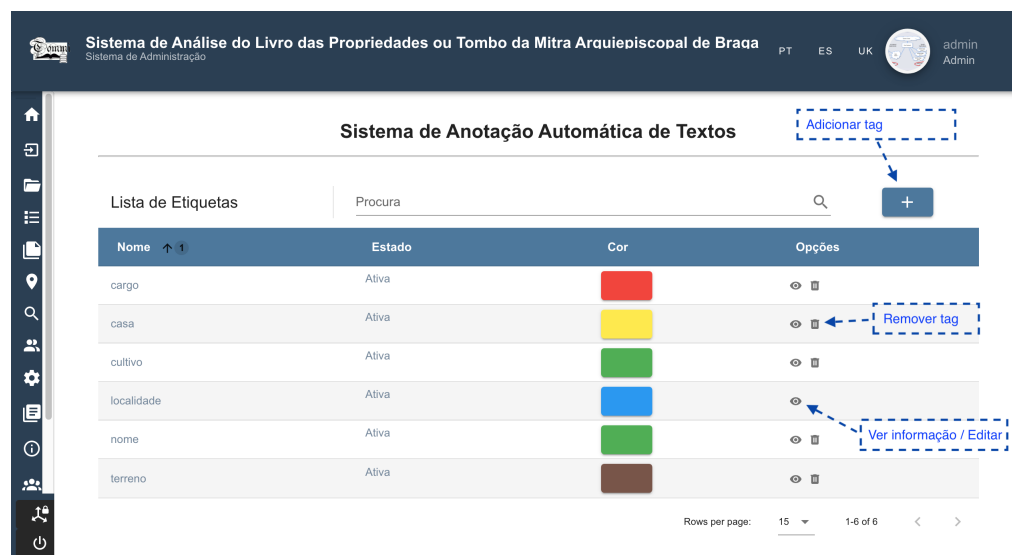 Sistema de Análise do Livro das Propriedades ou Tombo da Mitra Arquiepiscopal de Braga
Sistema de Administração
PT ES UK
admin
Admin
Adicionar tag
Sistema de Anotação Automática de Textos
Lista de Etiquetas
Procura
+
Nome 1 Estado Cor Opções
cargo Ativa
casa Ativa
Remover tag
cultivo Ativa
localidade Ativa
Ver informação / Editar
nome Ativa
terreno Ativa
Rows per page: 15 1-6 of 6